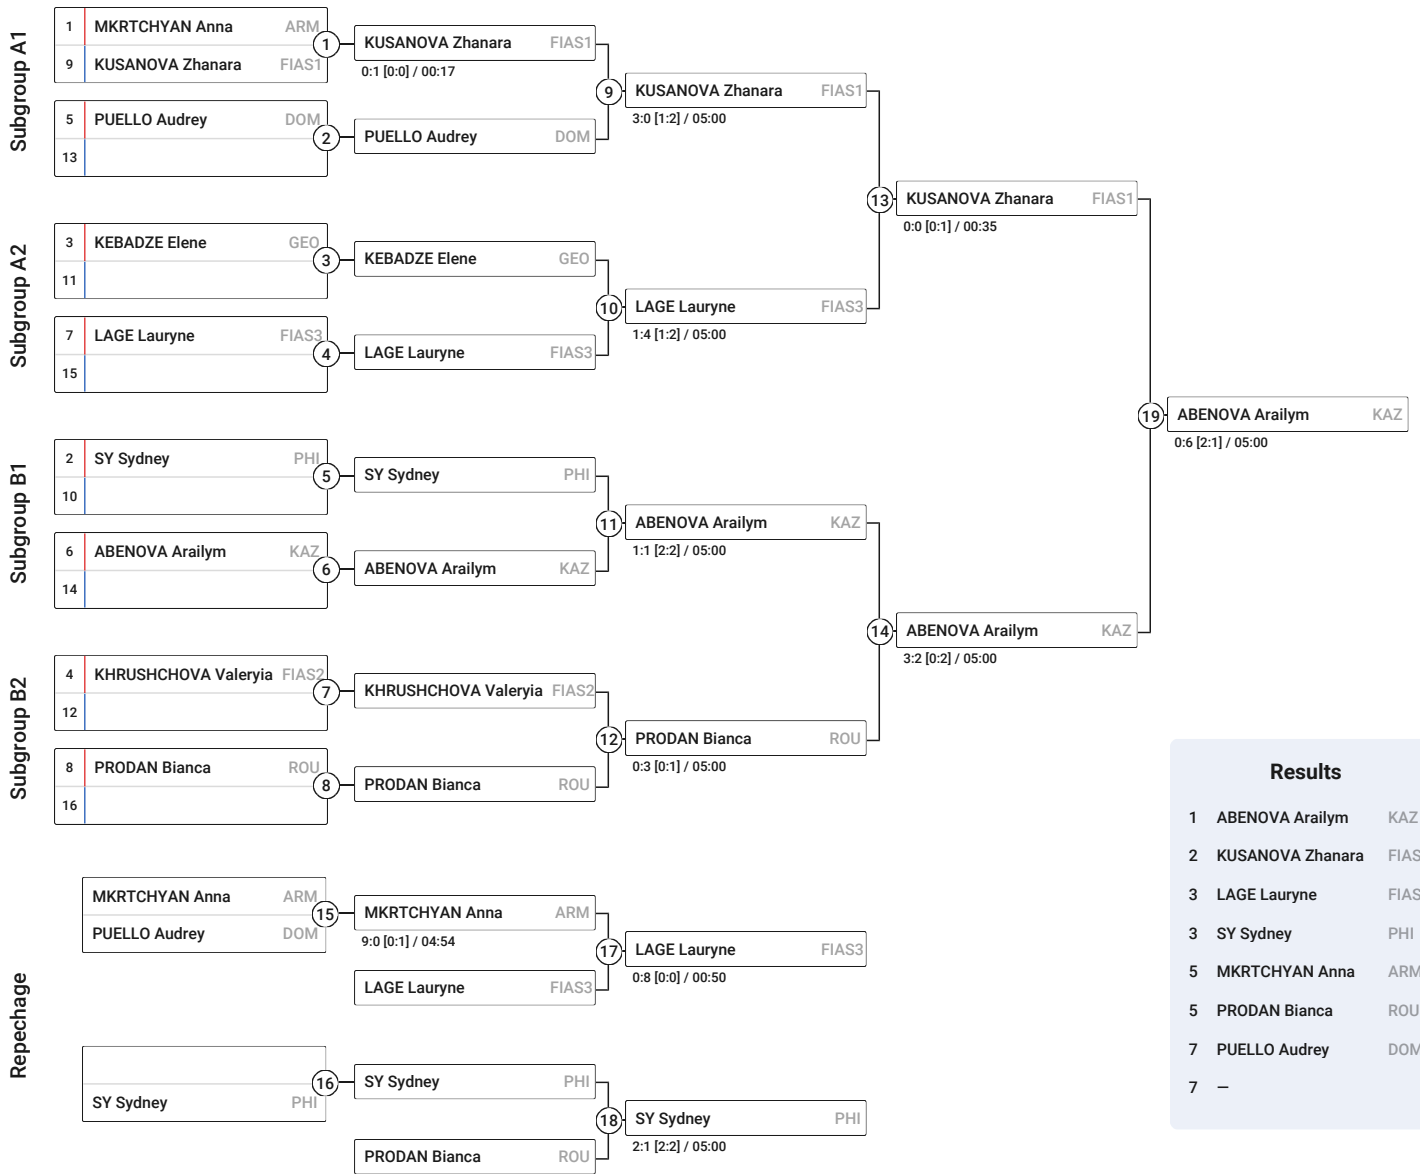 Subgroup A1
1 MKRTCHYAN Anna ARM
9 KUSANOVA Zhanara FIAS1
1
5 PUELLO Audrey DOM
13
2
KUSANOVA Zhanara FIAS1
0:1 [0:0] / 00:17
PUELLO Audrey DOM
9
KUSANOVA Zhanara FIAS1
3:0 [1:2] / 05:00
Subgroup A2
3 KEBADZE Elene GEO
11
3
7 LAGE Lauryne FIAS3
15
4
KEBADZE Elene GEO
LAGE Lauryne FIAS3
10
LAGE Lauryne FIAS3
1:4 [1:2] / 05:00
13
KUSANOVA Zhanara FIAS1
0:0 [0:1] / 00:35
Subgroup B1
2 SY Sydney PHI
10
5
6 ABENOVA Arailym KAZ
14
6
SY Sydney PHI
ABENOVA Arailym KAZ
11
ABENOVA Arailym KAZ
1:1 [2:2] / 05:00
Subgroup B2
4 KHRUSHCHOVA Valeryia FIAS2
12
7
8 PRODAN Bianca ROU
16
8
KHRUSHCHOVA Valeryia FIAS2
PRODAN Bianca ROU
12
PRODAN Bianca ROU
0:3 [0:1] / 05:00
14
ABENOVA Arailym KAZ
3:2 [0:2] / 05:00
19
ABENOVA Arailym KAZ
0:6 [2:1] / 05:00
Repechage
MKRTCHYAN Anna ARM
PUELLO Audrey DOM
15
MKRTCHYAN Anna ARM
9:0 [0:1] / 04:54
LAGE Lauryne FIAS3
17
LAGE Lauryne FIAS3
0:8 [0:0] / 00:50
SY Sydney PHI
16
SY Sydney PHI
PRODAN Bianca ROU
18
SY Sydney PHI
2:1 [2:2] / 05:00
Results
1 ABENOVA Arailym KAZ
2 KUSANOVA Zhanara FIAS
3 LAGE Lauryne FIAS
3 SY Sydney PHI
5 MKRTCHYAN Anna ARM
5 PRODAN Bianca ROU
7 PUELLO Audrey DOM
7 —